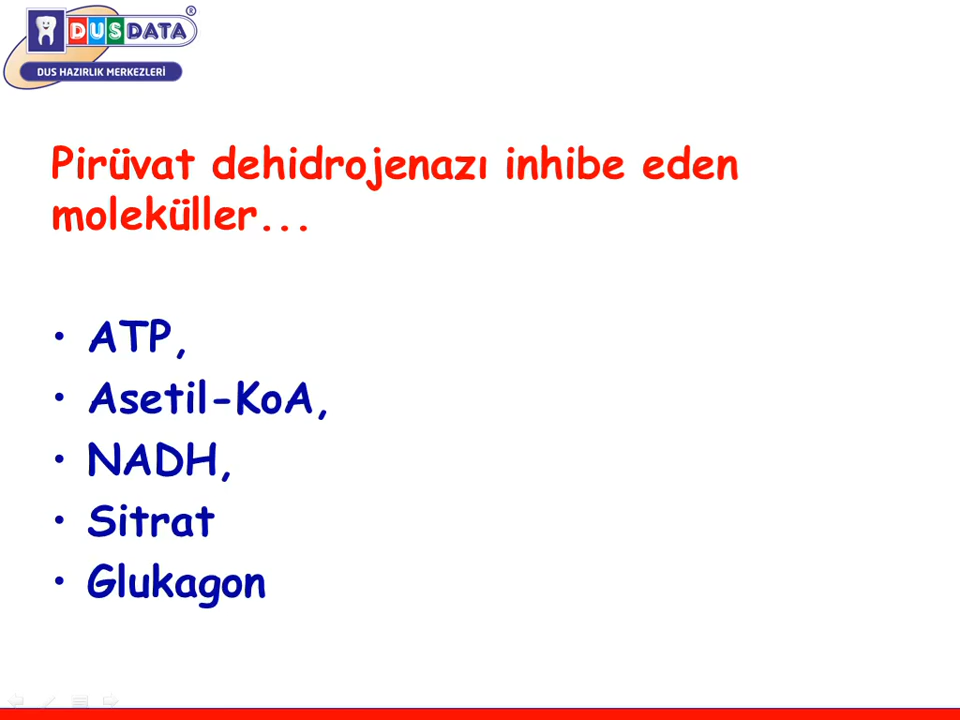 DUSDATA®
DUS HAZIRLIK MERKEZLERİ
Pirüvat dehidrojenazı inhibe eden
moleküller...
• ATP,
• Asetil-KoA,
• NADH,
• Sitrat
• Glukagon